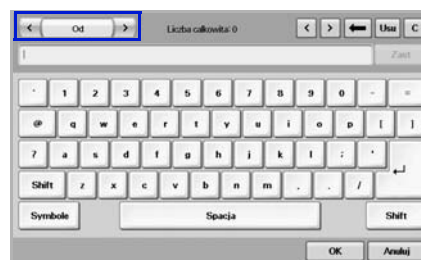 < Od > Liczba całkowita: 0 < > Usu C
Zast
` 1 2 3 4 5 6 7 8 9 0 - =
@ q w e r t y u i o p [ ]
? a s d f g h j k l ; '
Shift z x c v b n m , . /
Symbole Spacja Shift
OK Anuluj